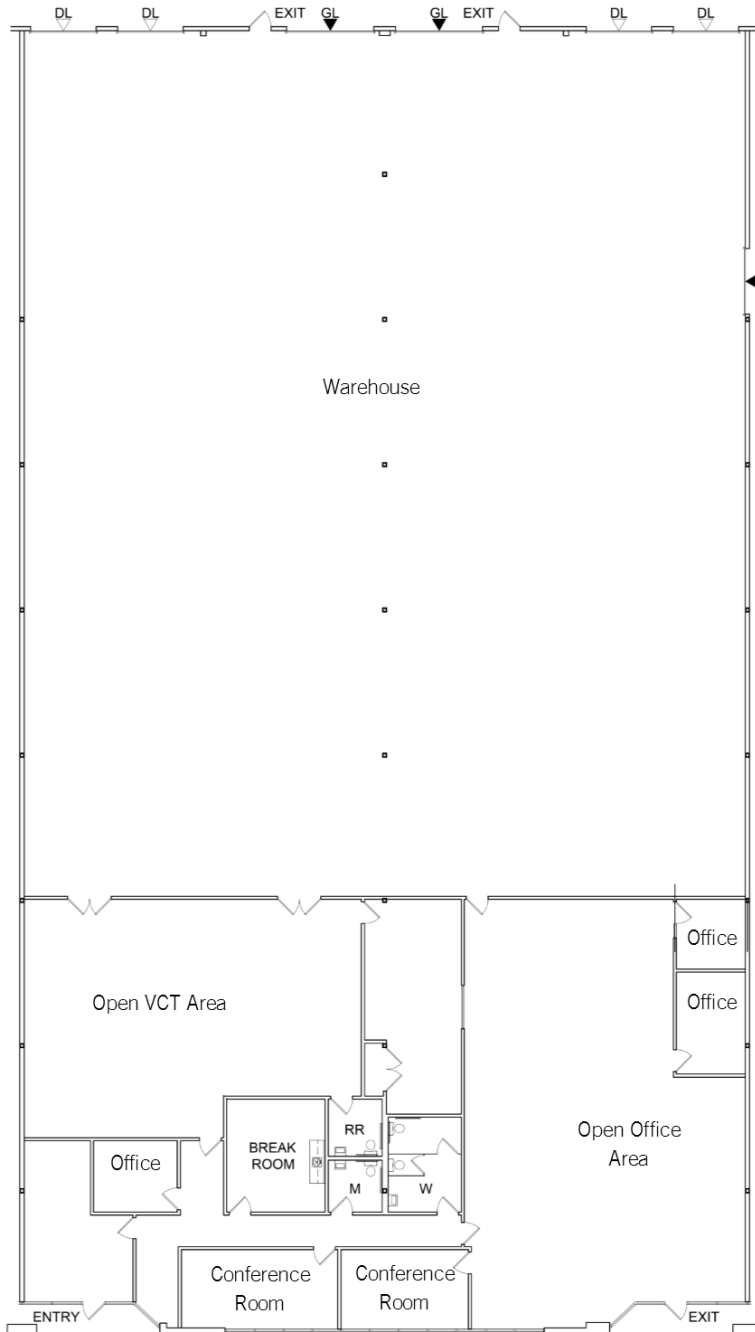 DL DL EXIT GL GL EXIT DL DL
Warehouse
Office
Open VCT Area
Office
Open Office
Area
RR
BREAK
ROOM
Office
M
W
Conference
Room
Conference
Room
ENTRY
EXIT